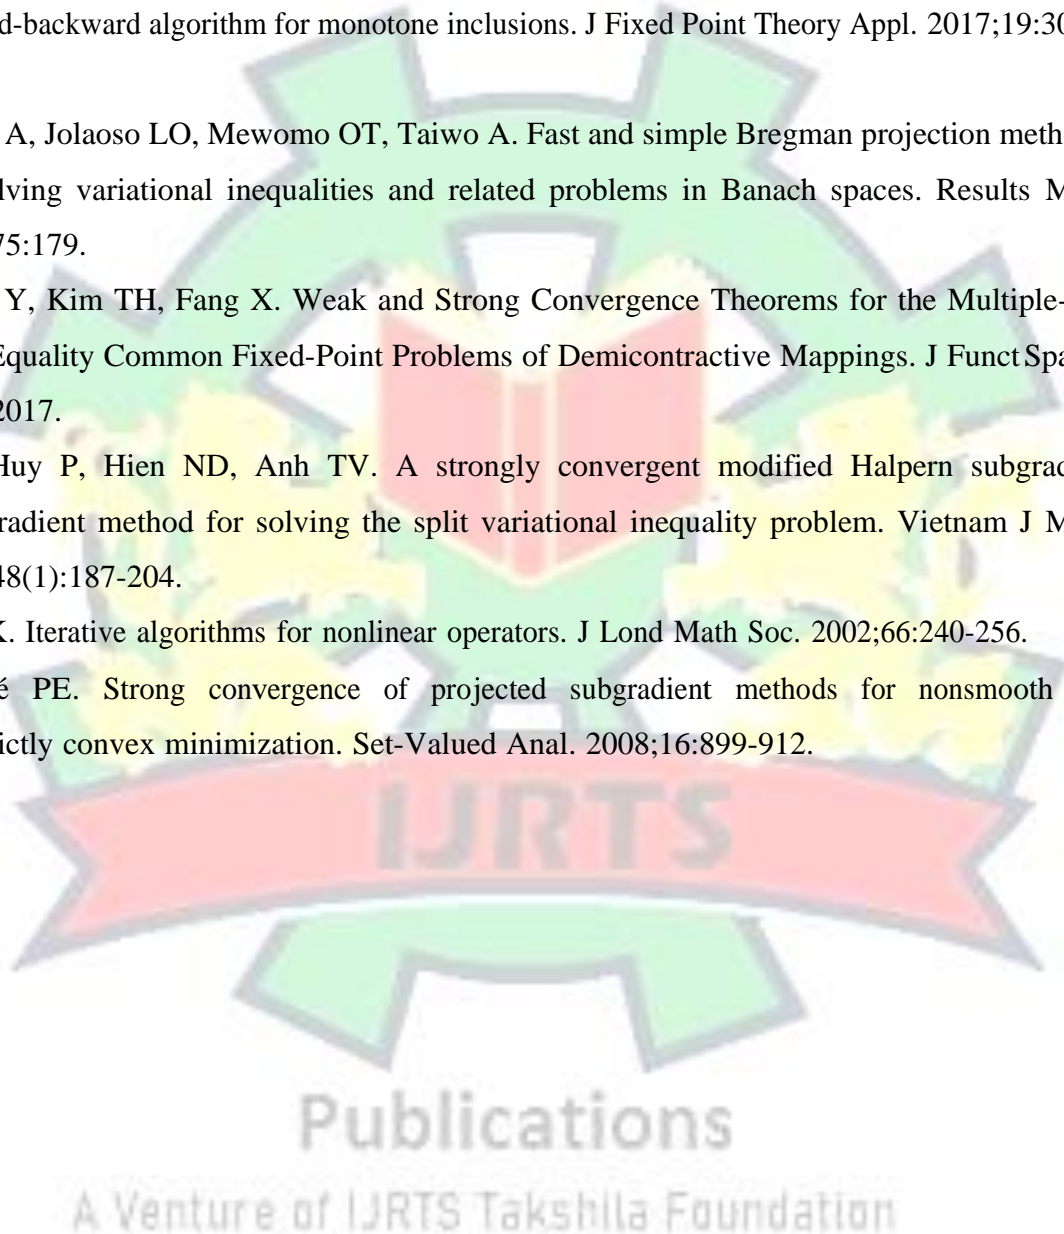 d-backward algorithm for monotone inclusions. J Fixed Point Theory Appl. 2017;19:30
A, Jolaoso LO, Mewomo OT, Taiwo A. Fast and simple Bregman projection meth
lving variational inequalities and related problems in Banach spaces. Results M
75:179.
Y, Kim TH, Fang X. Weak and Strong Convergence Theorems for the Multiple-
Equality Common Fixed-Point Problems of Demicontractive Mappings. J Funct Spa
2017.
Huy P, Hien ND, Anh TV. A strongly convergent modified Halpern subgrad
gradient method for solving the split variational inequality problem. Vietnam J M
48(1):187-204.
K. Iterative algorithms for nonlinear operators. J Lond Math Soc. 2002;66:240-256.
é PE. Strong convergence of projected subgradient methods for nonsmooth
ictly convex minimization. Set-Valued Anal. 2008;16:899-912.
IJRTS
Publications
A Venture of IJRTS Takshila Foundation